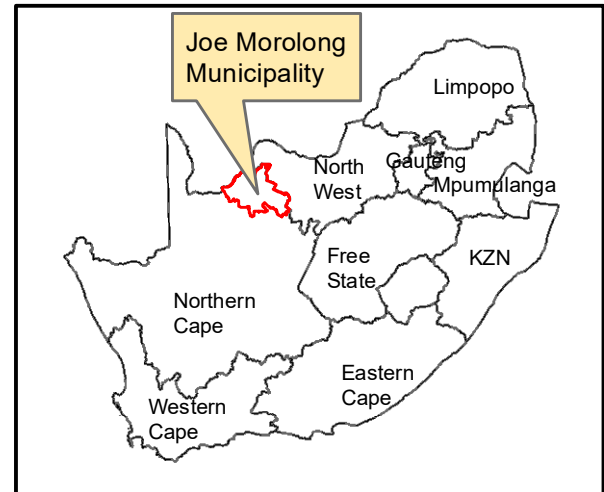 Joe Morolong
Municipality
Limpopo
Gauteng
North
West
Mpumulanga
Free
State
KZN
Northern
Cape
Eastern
Cape
Western
Cape